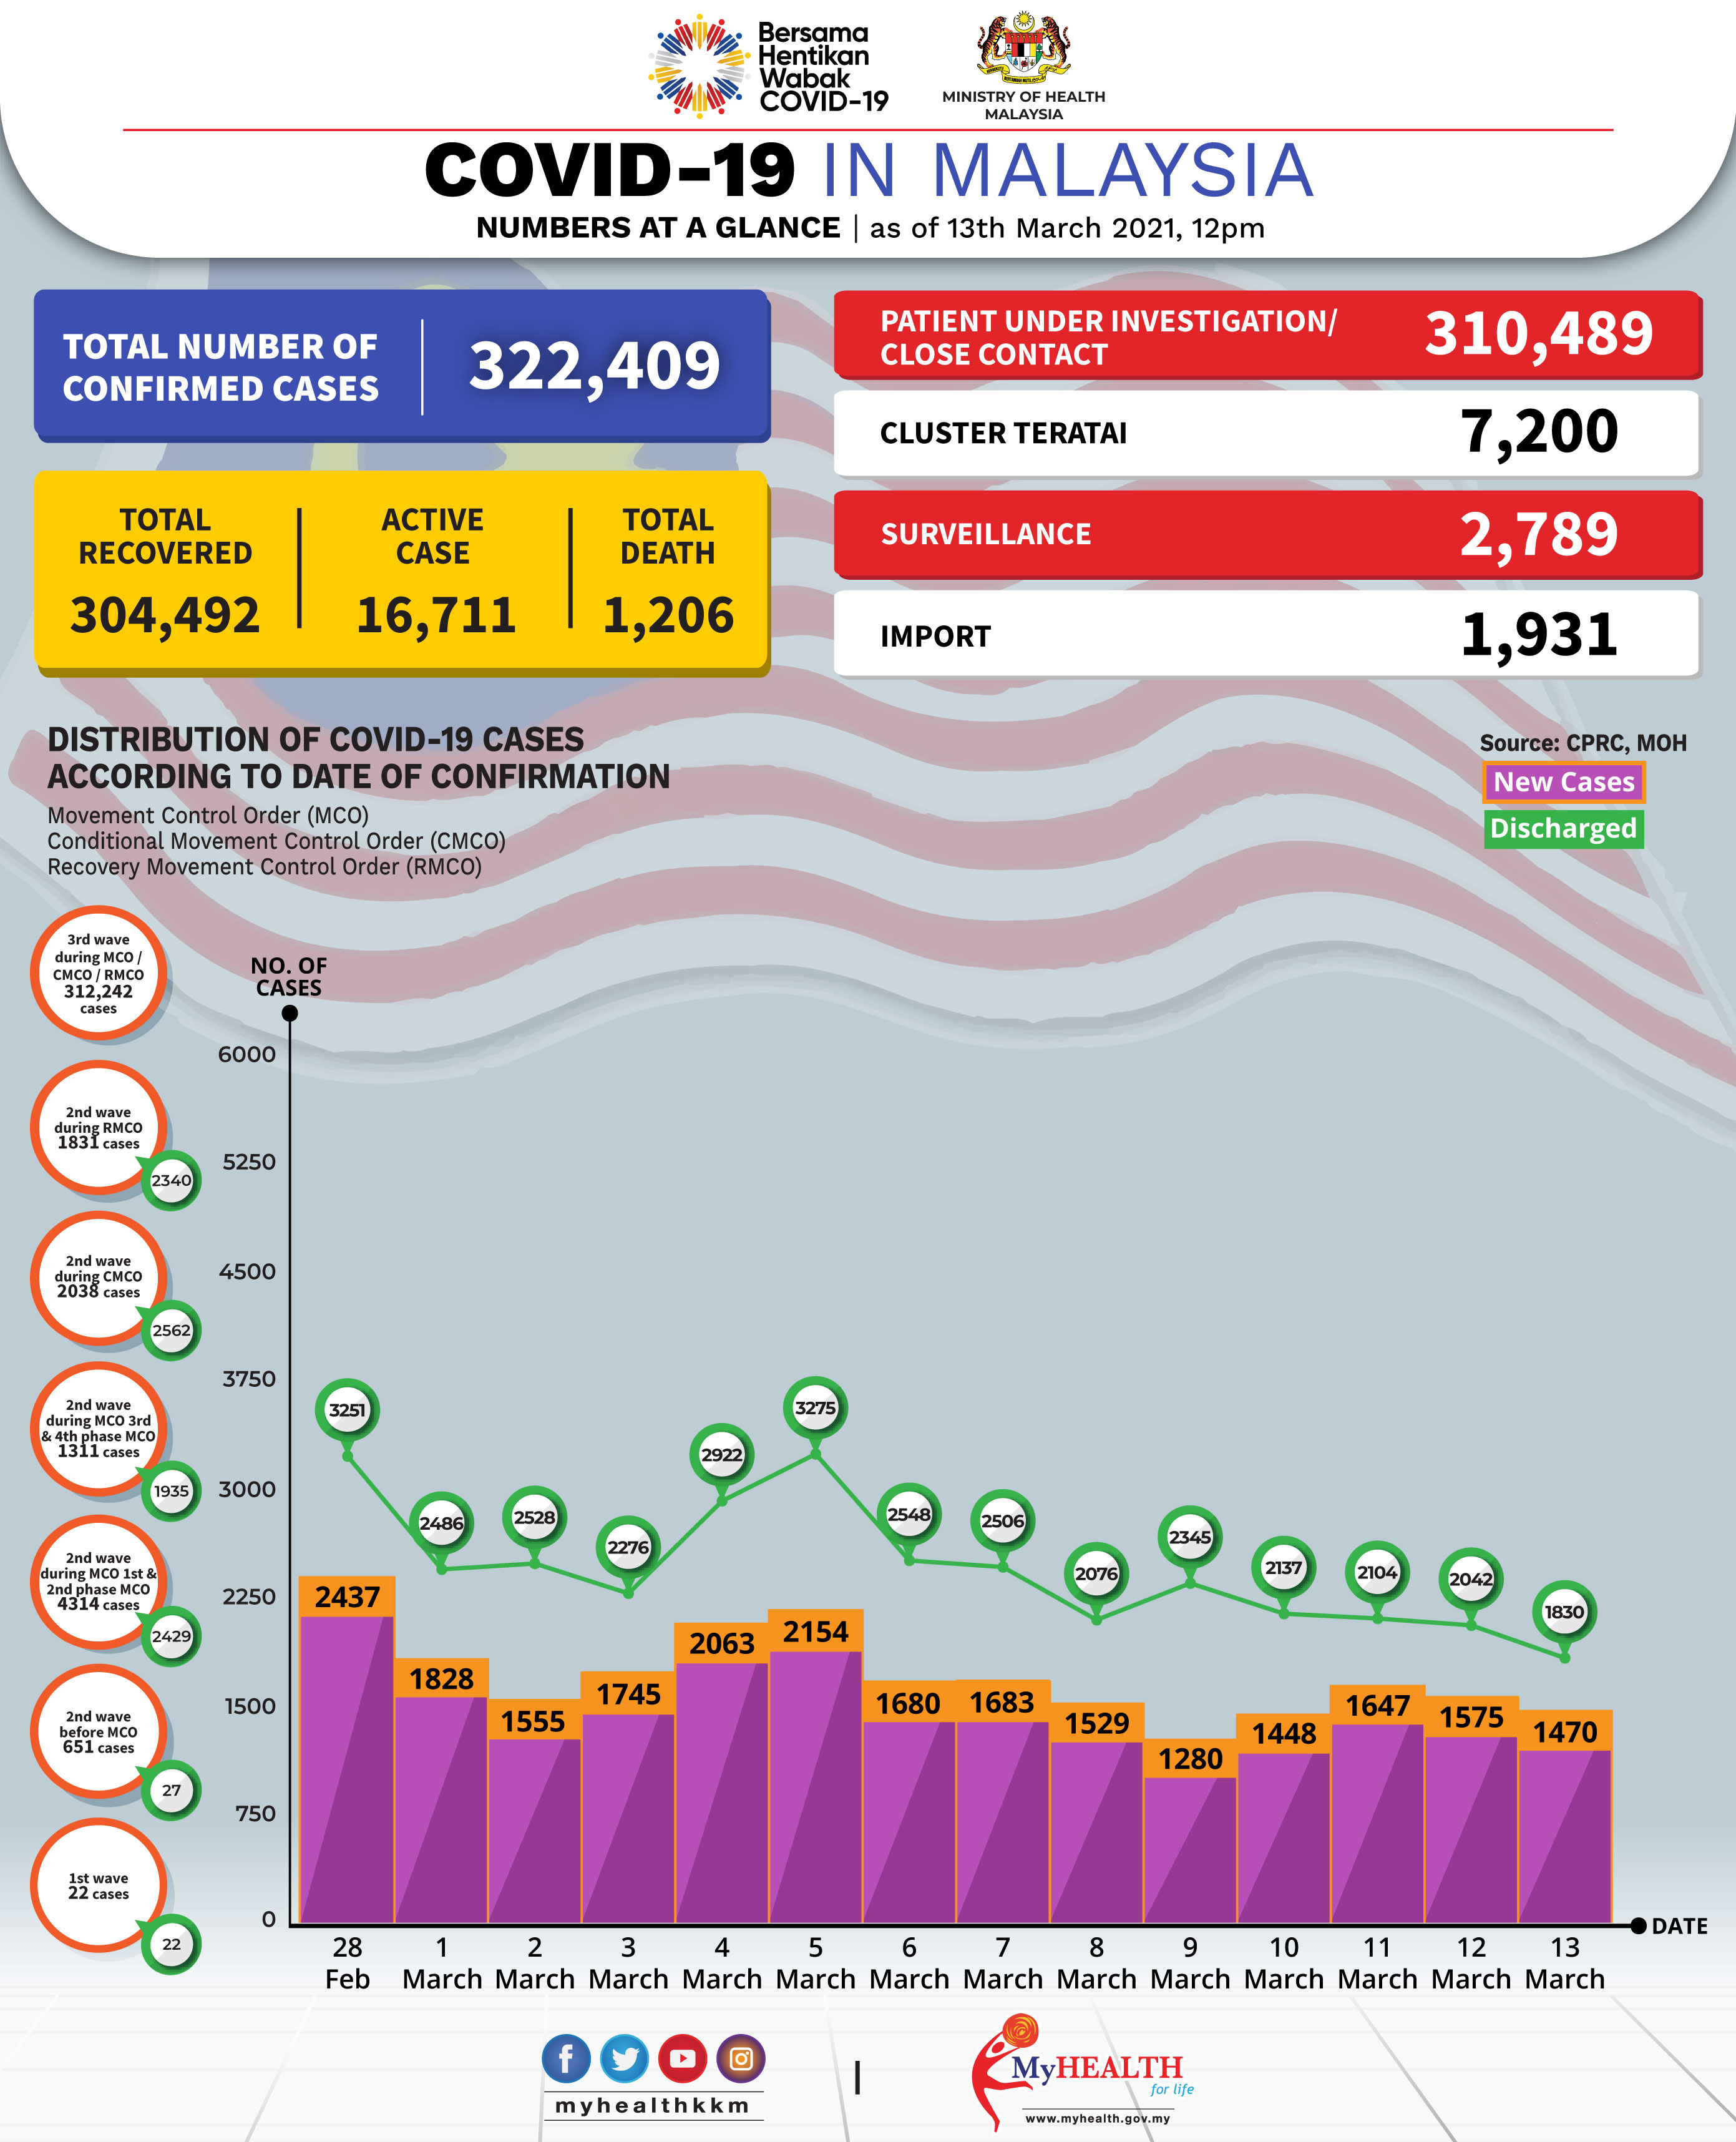 Bersama
Hentikan
Wabak
COVID-19
MINISTRY OF HEALTH
MALAYSIA
COVID-19 IN MALAYSIA
NUMBERS AT A GLANCE | as of 13th March 2021, 12pm
TOTAL NUMBER OF
CONFIRMED CASES
322,409
TOTAL
RECOVERED
304,492
ACTIVE
CASE
16,711
TOTAL
DEATH
1,206
PATIENT UNDER INVESTIGATION/
CLOSE CONTACT
310,489
CLUSTER TERATAI
7,200
SURVEILLANCE
2,789
IMPORT
1,931
DISTRIBUTION OF COVID-19 CASES
ACCORDING TO DATE OF CONFIRMATION
Movement Control Order (MCO)
Conditional Movement Control Order (CMCO)
Recovery Movement Control Order (RMCO)
Source: CPRC, MOH
New Cases
Discharged
3rd wave
during MCO /
CMCO / RMCO
312,242
cases
2nd wave
during RMCO
1831 cases
2340
2nd wave
during CMCO
2038 cases
2562
2nd wave
during MCO 3rd
& 4th phase MCO
1311 cases
1935
2nd wave
during MCO 1st &
2nd phase MCO
4314 cases
2429
2nd wave
before MCO
651 cases
27
1st wave
22 cases
22
NO. OF
CASES
6000
5250
4500
3750
3000
2250
1500
750
0
3251 2486 2528 2276 2922 3275 2548 2506 2076 2345 2137 2104 2042 1830
2437 1828 1555 1745 2063 2154 1680 1683 1529 1280 1448 1647 1575 1470
DATE
28 1 2 3 4 5 6 7 8 9 10 11 12 13
Feb March March March March March March March March March March March March March
myhealthkkm
MyHEALTH
for life
www.myhealth.gov.my